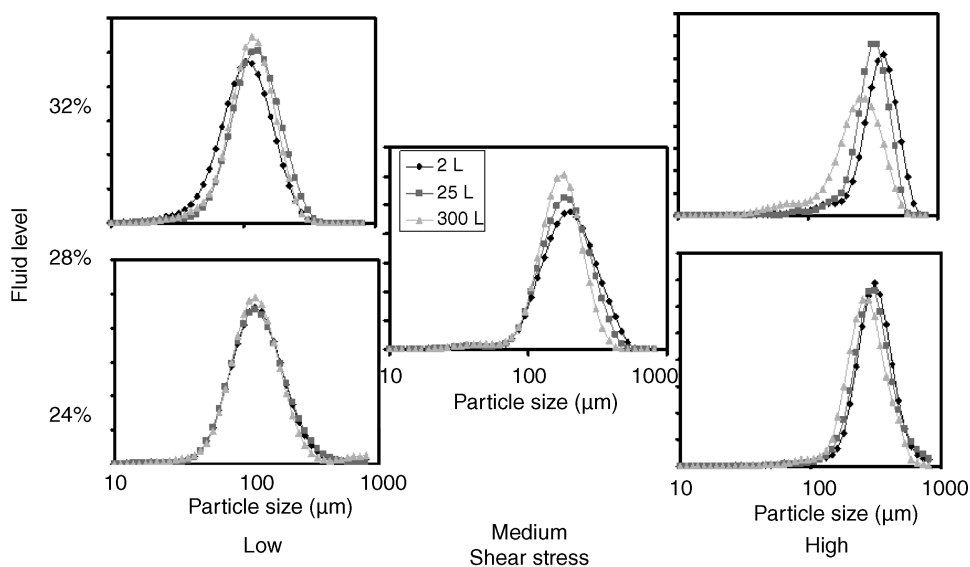 32%
28%
24%
Fluid level
2 L
25 L
300 L
10 100 1000
Particle size (μm)
10 100 1000
Particle size (μm)
10 100 1000
Particle size (μm)
Low
Medium
Shear stress
High